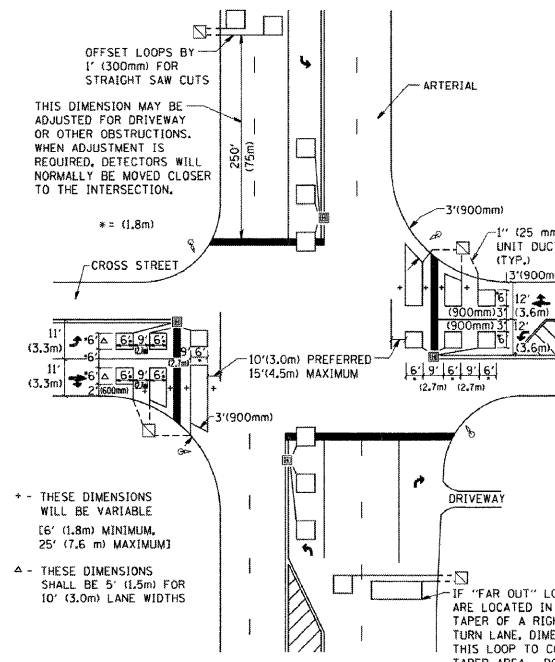 OFFSET LOOPS BY
1' (300mm) FOR
STRAIGHT SAW CUTS
THIS DIMENSION MAY BE
ADJUSTED FOR DRIVEWAY
OR OTHER OBSTRUCTIONS.
WHEN ADJUSTMENT IS
REQUIRED, DETECTORS WILL
NORMALLY BE MOVED CLOSER
TO THE INTERSECTION.
250'
(75m)
ARTERIAL
* = (1.8m)
3'(900mm)
1" (25 mm
UNIT DUCT
(TYP.)
CROSS STREET
3'(900mm
12'
(3.6m)
(900mm) 3'
(900mm) 3'
12'
(3.6m)
11'
(3.3m)
*6'
6' 9' 6'
*6'
11'
(3.3m)
*6'
6' 9' 6'
2'(600mm)
9' 6'
(2.7m)
10'(3.0m) PREFERRED
15'(4.5m) MAXIMUM
6' 9' 6' 9' 6'
(2.7m) (2.7m)
3'(900mm)
+ - THESE DIMENSIONS
WILL BE VARIABLE
[6' (1.8m) MINIMUM,
25' (7.6 m) MAXIMUM]
DRIVEWAY
△ - THESE DIMENSIONS
SHALL BE 5' (1.5m) FOR
10' (3.0m) LANE WIDTHS
IF "FAR OUT" LO
ARE LOCATED IN
TAPER OF A RIGH
TURN LANE, DIME
THIS LOOP TO CO